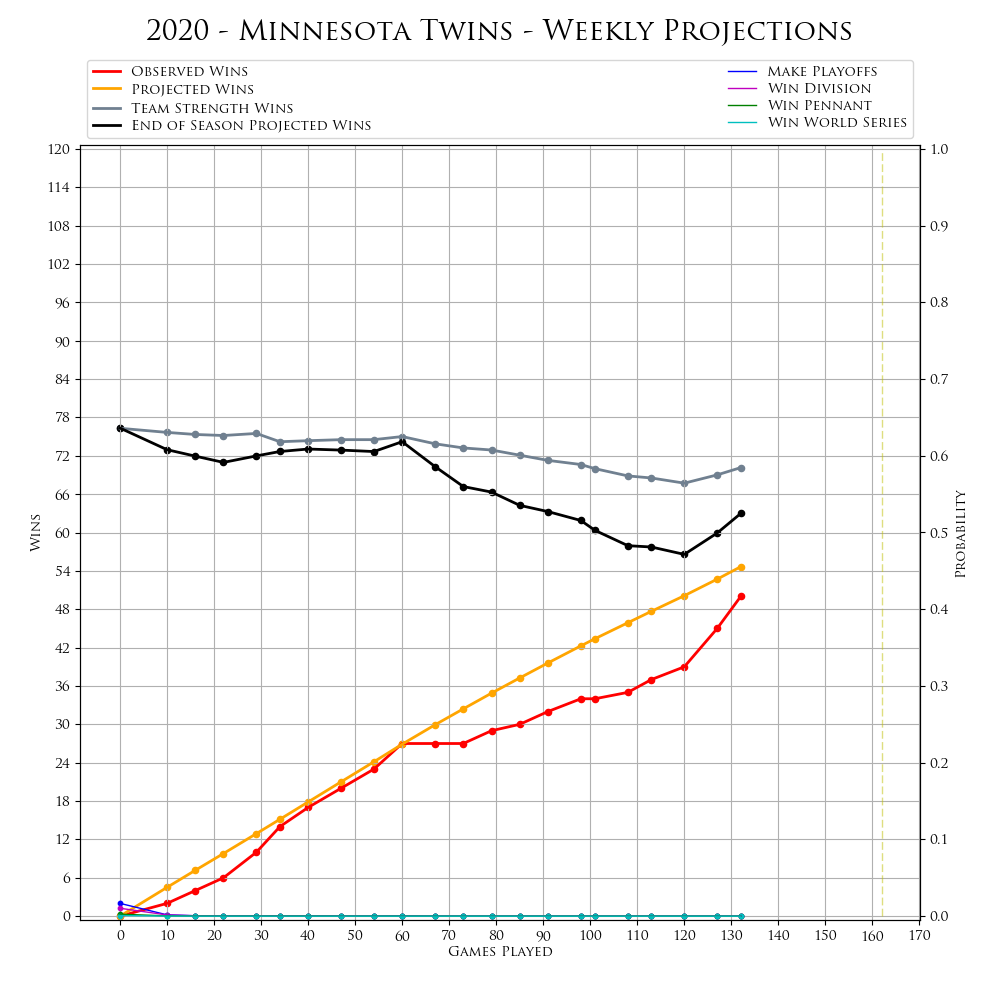 2020 - Minnesota Twins - Weekly Projections
Observed Wins
Projected Wins
Team Strength Wins
End of Season Projected Wins
Make Playoffs
Win Division
Win Pennant
Win World Series
120
114
108
102
96
90
84
78
72
66
60
54
48
42
36
30
24
18
12
6
0
Wins
1.0
0.9
0.8
0.7
0.6
0.5
0.4
0.3
0.2
0.1
0.0
Probability
0 10 20 30 40 50 60 70 80 90 100 110 120 130 140 150 160 170
Games Played